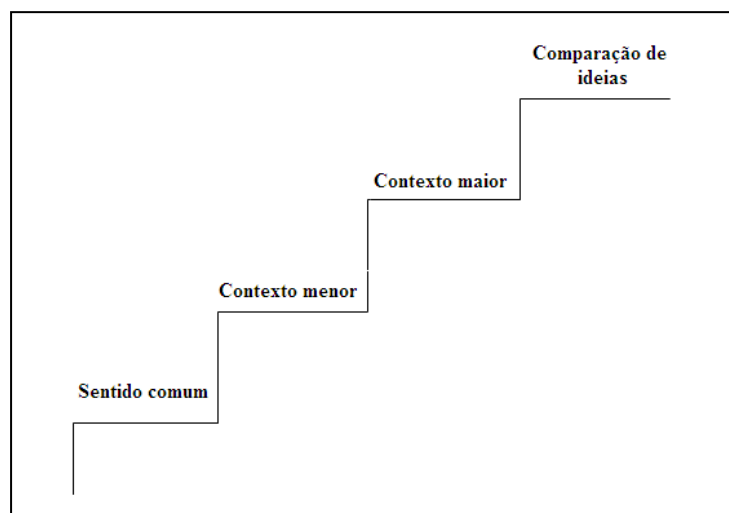 Comparação de
ideias
Contexto maior
Contexto menor
Sentido comum